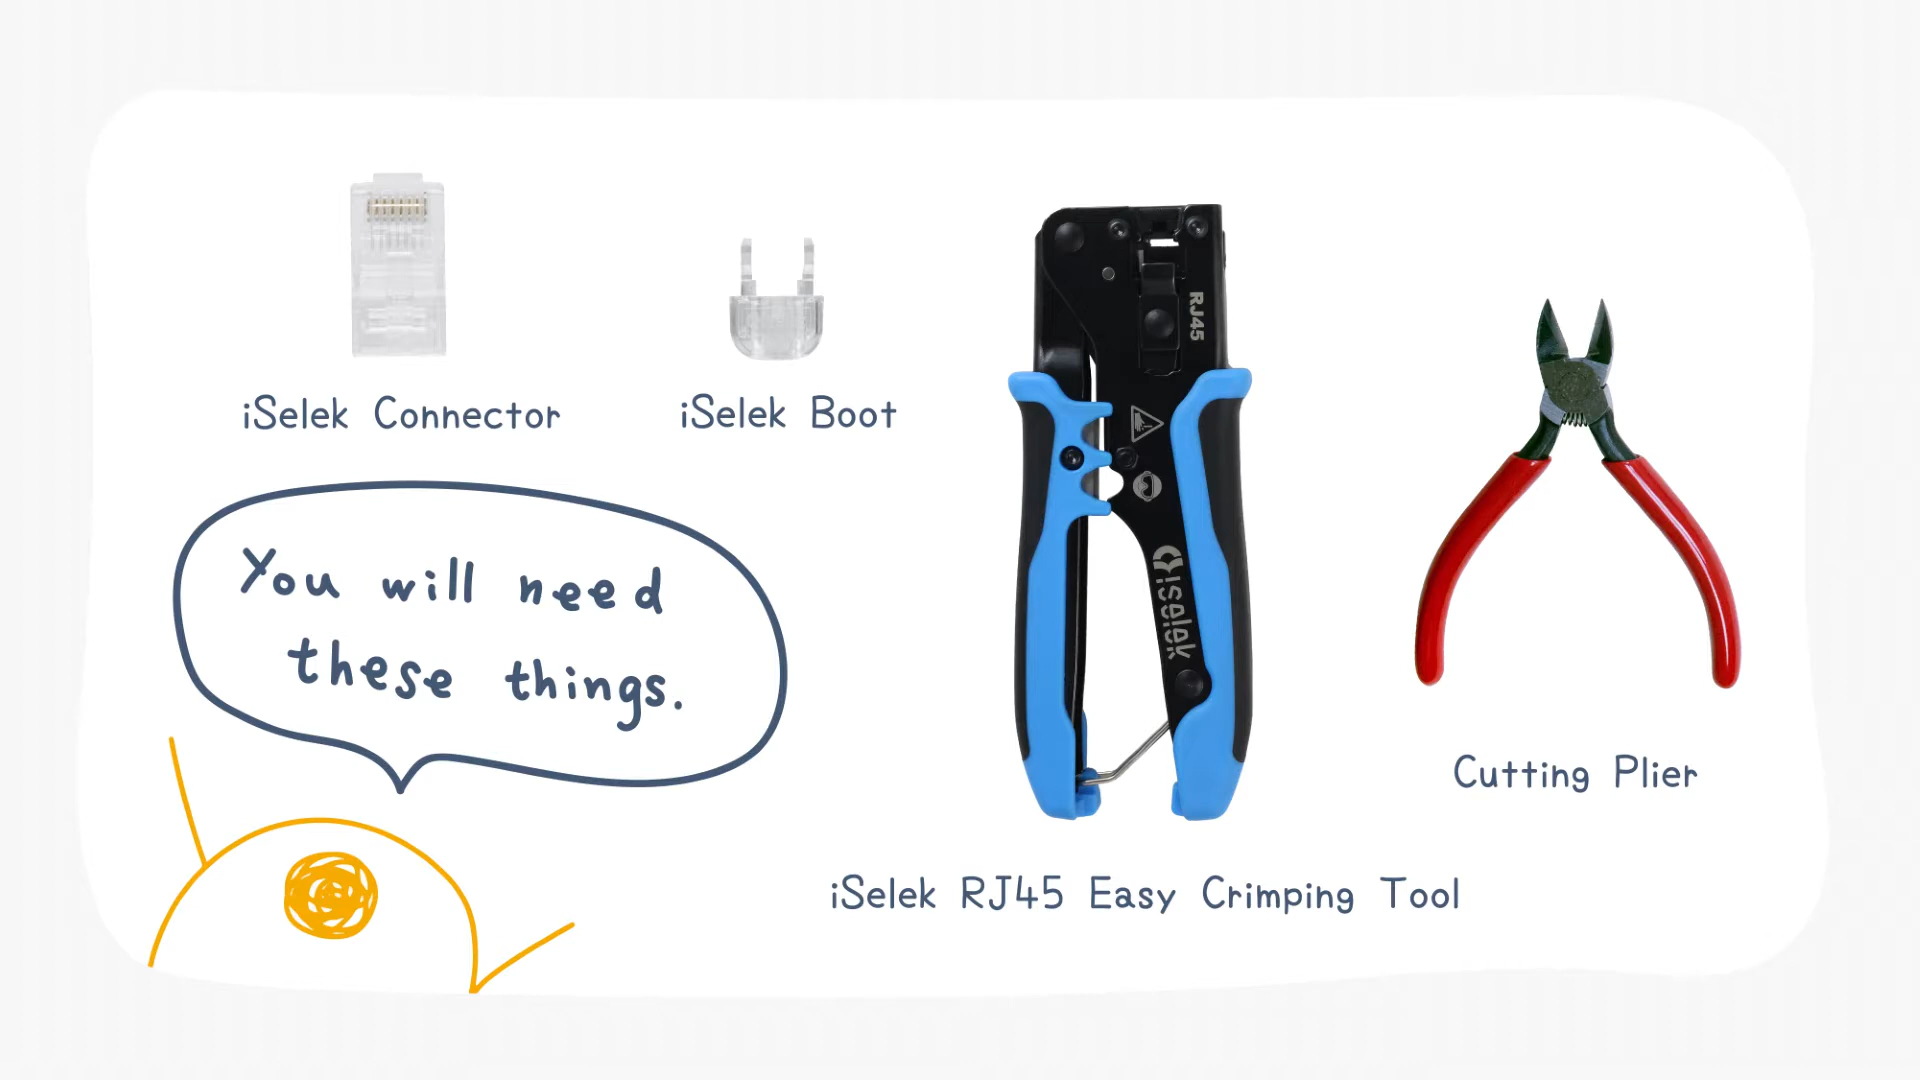 iSelek Connector
iSelek Boot
You will need
these things.
RJ45
iselek
iSelek RJ45 Easy Crimping Tool
Cutting Plier